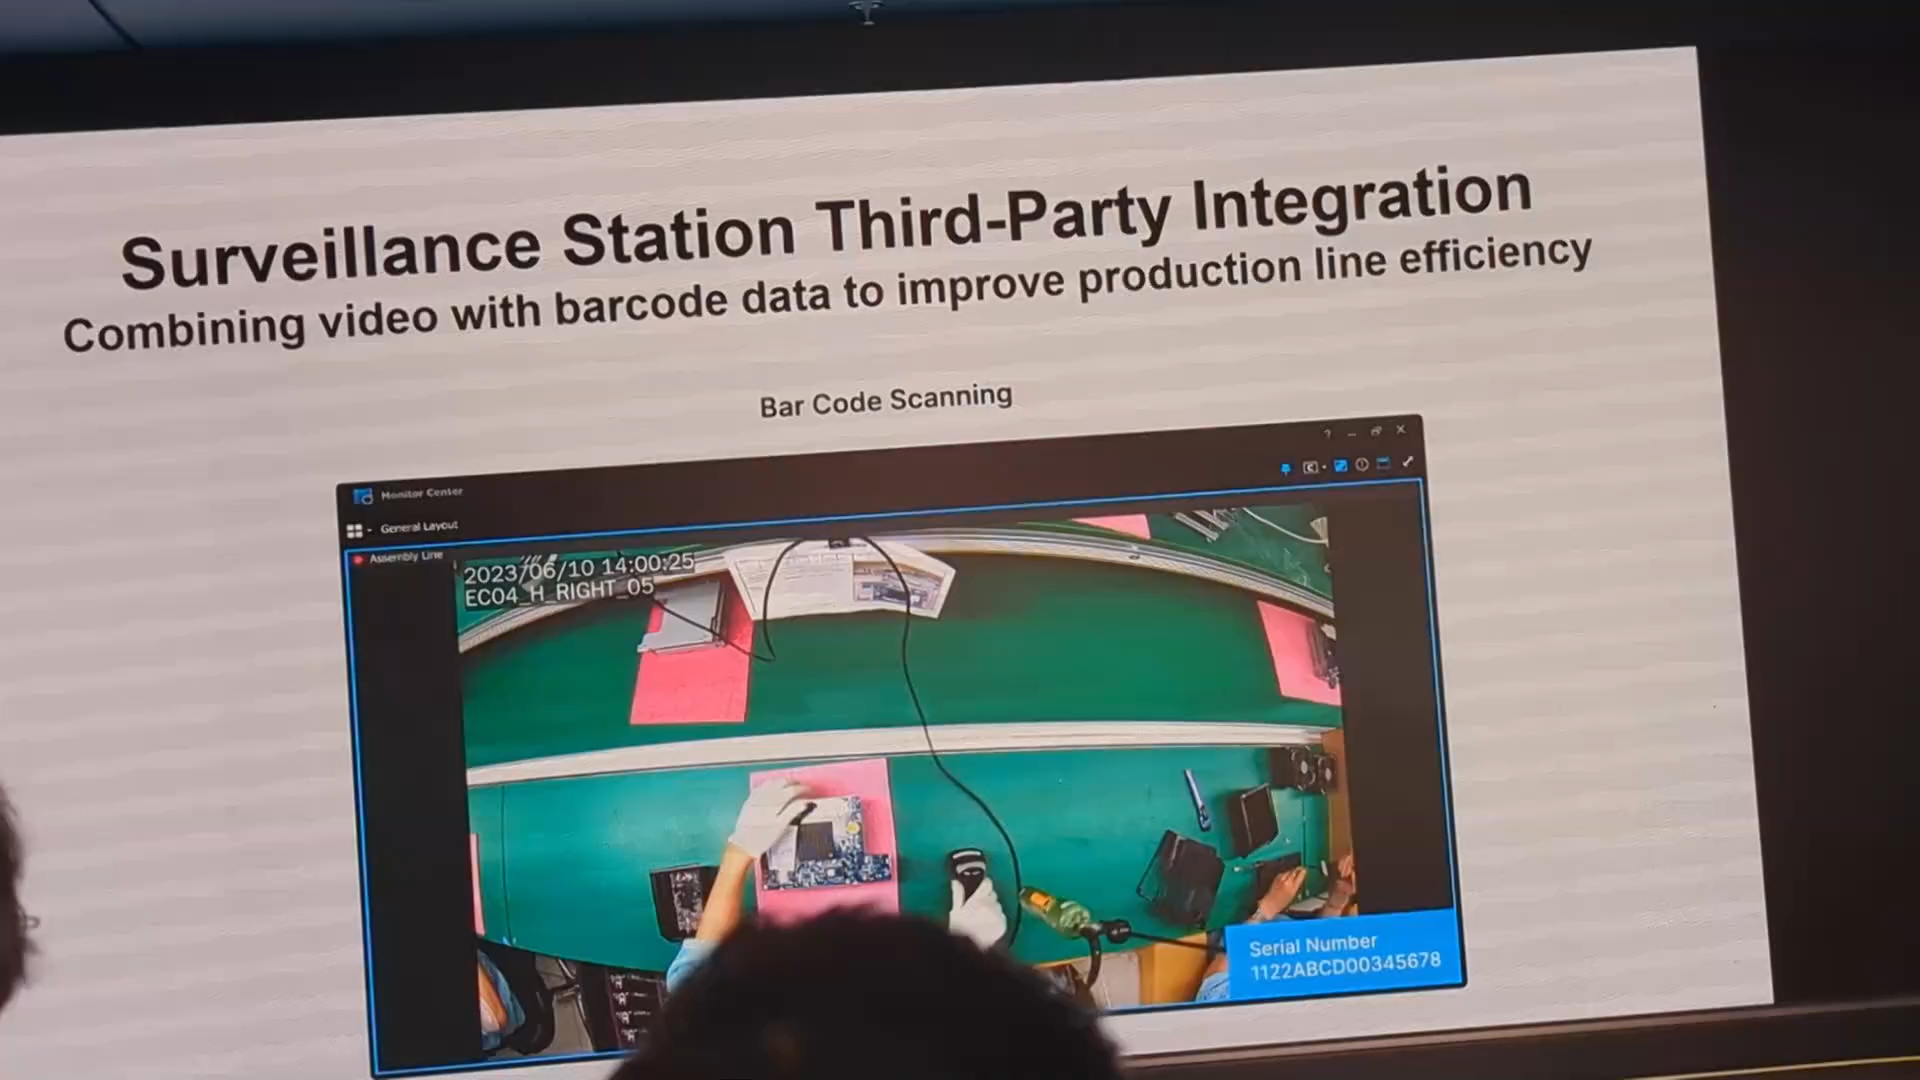 Surveillance Station Third-Party Integration
Combining video with barcode data to improve production line efficiency
Bar Code Scanning
Monitor Center
General Layout
Assembly Line
2023/06/10 14:00:25
EC04_H_RIGHT_05
Serial Number
1122ABCD00345678